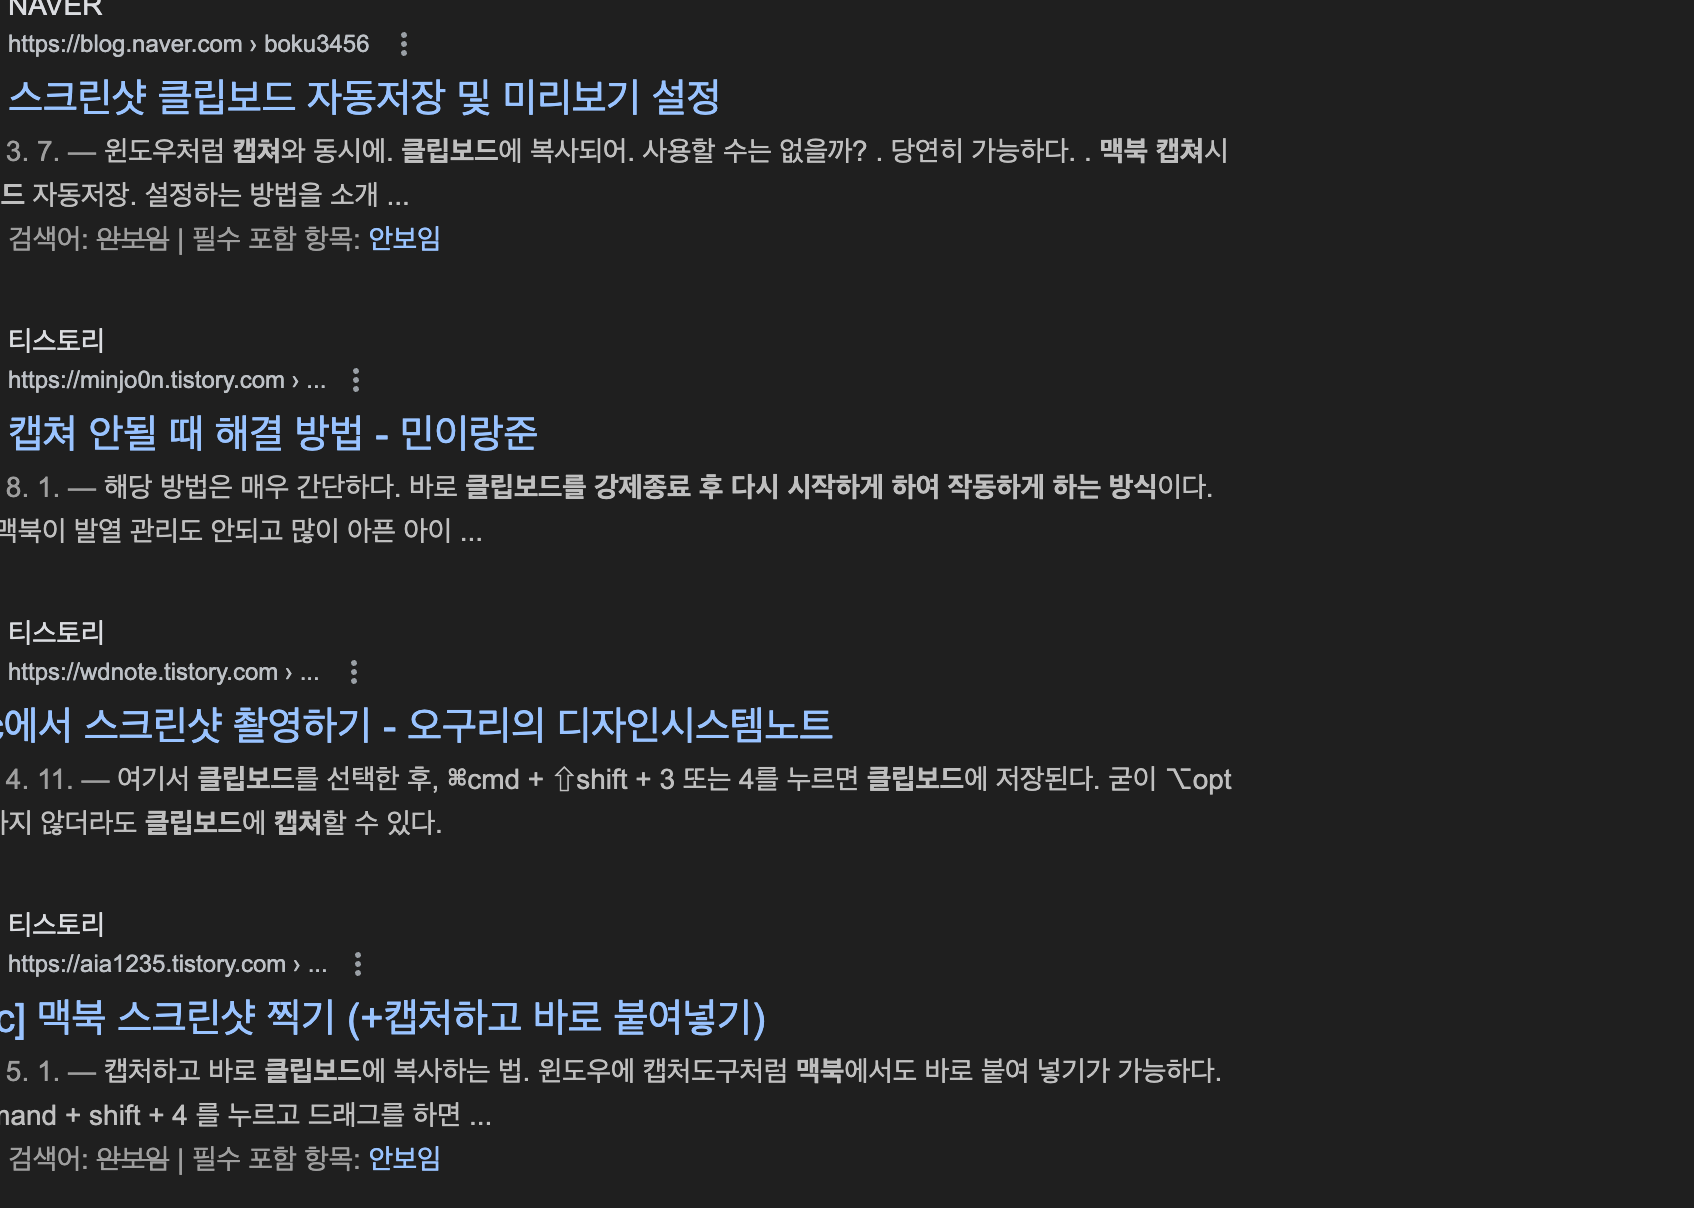 NAVER
https://blog.naver.com › boku3456
스크린샷 클립보드 자동저장 및 미리보기 설정
3. 7. — 윈도우처럼 캡쳐와 동시에. 클립보드에 복사되어. 사용할 수는 없을까? . 당연히 가능하다. . 맥북 캡쳐시
드 자동저장. 설정하는 방법을 소개 ...
검색어: 안보임 | 필수 포함 항목: 안보임
티스토리
https://minjo0n.tistory.com › ...
캡쳐 안될 때 해결 방법 - 민이랑준
8. 1. — 해당 방법은 매우 간단하다. 바로 클립보드를 강제종료 후 다시 시작하게 하여 작동하게 하는 방식이다.
맥북이 발열 관리도 안되고 많이 아픈 아이 ...
티스토리
https://wdnote.tistory.com › ...
에서 스크린샷 촬영하기 - 오구리의 디자인시스템노트
4. 11. — 여기서 클립보드를 선택한 후, ⌘cmd + ⇧shift + 3 또는 4를 누르면 클립보드에 저장된다. 굳이 ⌥opt
하지 않더라도 클립보드에 캡쳐할 수 있다.
티스토리
https://aia1235.tistory.com › ...
c] 맥북 스크린샷 찍기 (+캡처하고 바로 붙여넣기)
5. 1. — 캡처하고 바로 클립보드에 복사하는 법. 윈도우에 캡처도구처럼 맥북에서도 바로 붙여 넣기가 가능하다.
mand + shift + 4 를 누르고 드래그를 하면 ...
검색어: 안보임 | 필수 포함 항목: 안보임